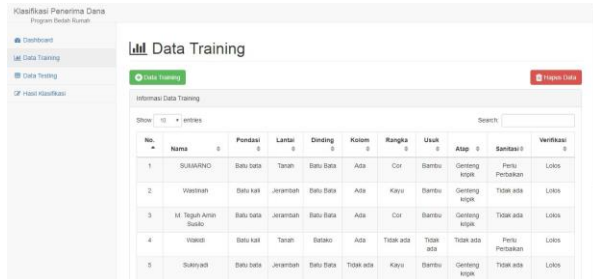 Klasifikasi Penerima Dana
Program Bedah Rumah
Dashboard
Data Training
Data Testing
Hasil Klasifikasi
Data Training
Data Training
Hapus Data
Informasi Data Training
Show 10 entries
Search:
No. Nama Pondasi Lantai Dinding Kolom Rangka Usuk Atap Sanitasi Verifikasi
1 SUMARNO Batu bata Tanah Batu Bata Ada Cor Bambu Genteng kripik Perlu Perbaikan Lolos
2 Wastinah Batu kali Jerambah Batu Bata Ada Kayu Bambu Genteng kripik Tidak ada Lolos
3 M. Teguh Amin Susilo Batu bata Jerambah Batu Bata Ada Cor Bambu Genteng kripik Tidak ada Lolos
4 Wakidi Batu kali Tanah Batako Ada Tidak ada Tidak ada Tidak ada Perlu Perbaikan Lolos
5 Sukriyadi Batu bata Jerambah Batu Bata Tidak ada Kayu Bambu Genteng kripik Tidak ada Lolos